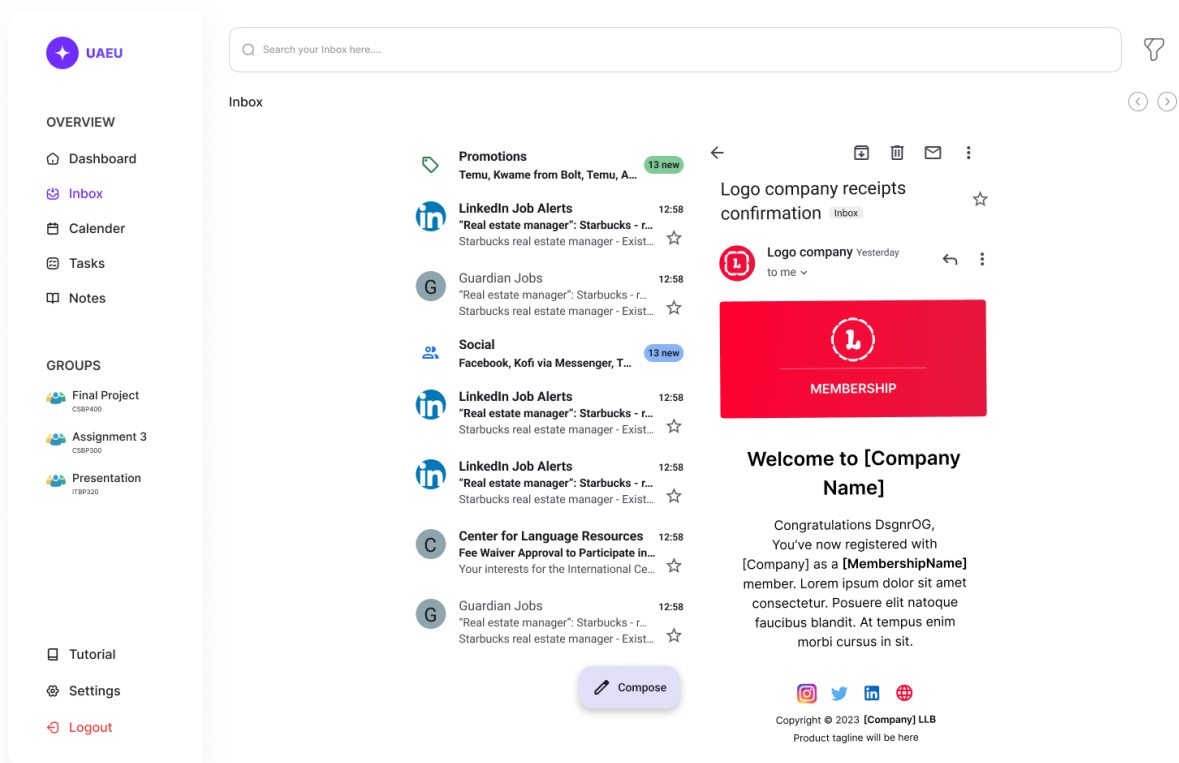 UAEU
Search your Inbox here....
OVERVIEW
Dashboard
Inbox
Calender
Tasks
Notes
GROUPS
Final Project
CSBP400
Assignment 3
CSBP300
Presentation
ITBP320
Tutorial
Settings
Logout
Inbox
Promotions
13 new
Temu, Kwame from Bolt, Temu, A...
in
LinkedIn Job Alerts
12:58
“Real estate manager”: Starbucks - r...
Starbucks real estate manager - Exist...
G
Guardian Jobs
12:58
“Real estate manager”: Starbucks - r...
Starbucks real estate manager - Exist...
Social
13 new
Facebook, Kofi via Messenger, T...
in
LinkedIn Job Alerts
12:58
“Real estate manager”: Starbucks - r...
Starbucks real estate manager - Exist...
in
LinkedIn Job Alerts
12:58
“Real estate manager”: Starbucks - r...
Starbucks real estate manager - Exist...
C
Center for Language Resources
12:58
Fee Waiver Approval to Participate in...
Your interests for the International Ce...
G
Guardian Jobs
12:58
“Real estate manager”: Starbucks - r...
Starbucks real estate manager - Exist...
Compose
Logo company receipts
confirmation Inbox
L
Logo company Yesterday
to me
L
MEMBERSHIP
Welcome to [Company
Name]
Congratulations DsgnrOG,
You’ve now registered with
[Company] as a [MembershipName]
member. Lorem ipsum dolor sit amet
consectetur. Posuere elit natoque
faucibus blandit. At tempus enim
morbi cursus in sit.
in
Copyright © 2023 [Company] LLB
Product tagline will be here